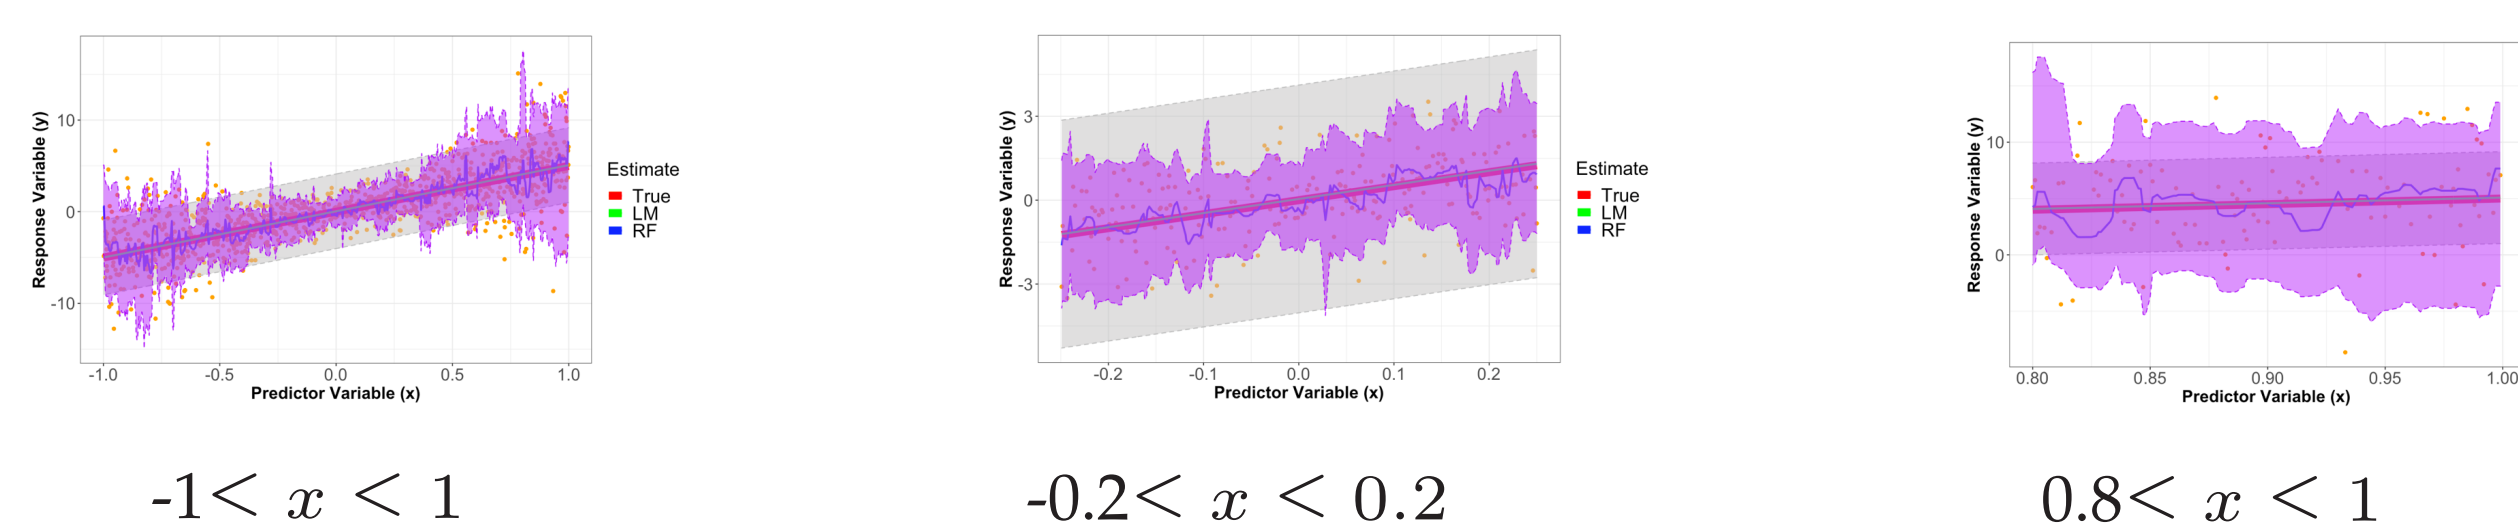 Response Variable (y)
10
0
-10
-1.0 -0.5 0.0 0.5 1.0
Predictor Variable (x)
Estimate
True
LM
RF
Response Variable (y)
3
0
-3
-0.2 -0.1 0.0 0.1 0.2
Predictor Variable (x)
Estimate
True
LM
RF
Response Variable (y)
10
0
0.80 0.85 0.90 0.95 1.00
Predictor Variable (x)
-1< x < 1
-0.2< x < 0.2
0.8< x < 1